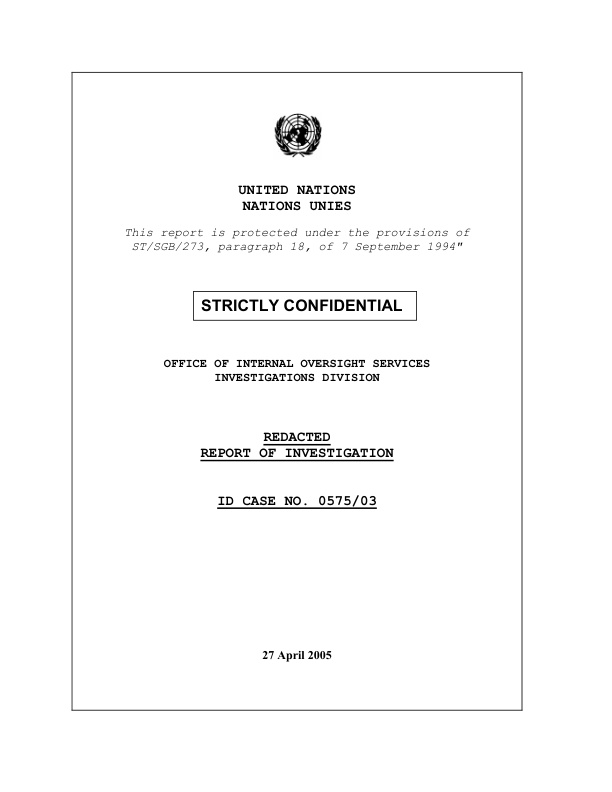 UNITED NATIONS
NATIONS UNIES
This report is protected under the provisions of
ST/SGB/273, paragraph 18, of 7 September 1994"
STRICTLY CONFIDENTIAL
OFFICE OF INTERNAL OVERSIGHT SERVICES
INVESTIGATIONS DIVISION
REDACTED
REPORT OF INVESTIGATION
ID CASE NO. 0575/03
27 April 2005